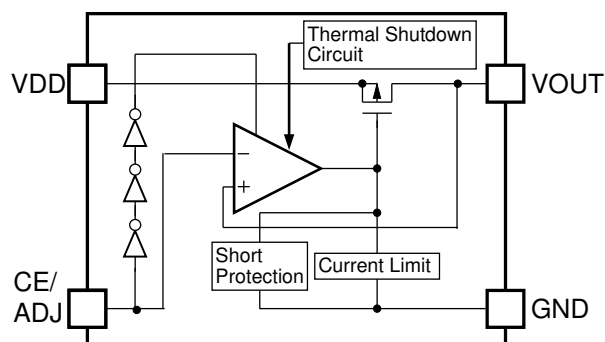 Thermal Shutdown
Circuit
VDD
VOUT
−
+
Short
Protection
Current Limit
CE/
ADJ
GND